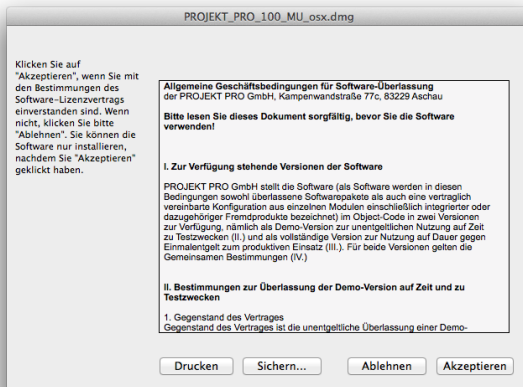 PROJEKT_PRO_100_MU_osx.dmg
Klicken Sie auf
"Akzeptieren", wenn Sie mit
den Bestimmungen des
Software-Lizenzvertrags
einverstanden sind. Wenn
nicht, klicken Sie bitte
"Ablehnen". Sie können die
Software nur installieren,
nachdem Sie "Akzeptieren"
geklickt haben.
Allgemeine Geschäftsbedingungen für Software-Überlassung
der PROJEKT PRO GmbH, Kampenwandstraße 77c, 83229 Aschau
Bitte lesen Sie dieses Dokument sorgfältig, bevor Sie die Software
verwenden!
I. Zur Verfügung stehende Versionen der Software
PROJEKT PRO GmbH stellt die Software (als Software werden in diesen
Bedingungen sowohl überlassene Softwarepakete als auch eine vertraglich
vereinbarte Konfiguration aus einzelnen Modulen einschließlich integrierter oder
dazugehöriger Fremdprodukte bezeichnet) im Object-Code in zwei Versionen
zur Verfügung, nämlich als Demo-Version zur unentgeltlichen Nutzung auf Zeit
zu Testzwecken (II.) und als vollständige Version zur Nutzung auf Dauer gegen
Einmalentgelt zum produktiven Einsatz (III.). Für beide Versionen gelten die
Gemeinsamen Bestimmungen (IV.)
II. Bestimmungen zur Überlassung der Demo-Version auf Zeit und zu
Testzwecken
1. Gegenstand des Vertrages
Gegenstand des Vertrages ist die unentgeltliche Überlassung einer Demo-
Drucken
Sichern...
Ablehnen
Akzeptieren